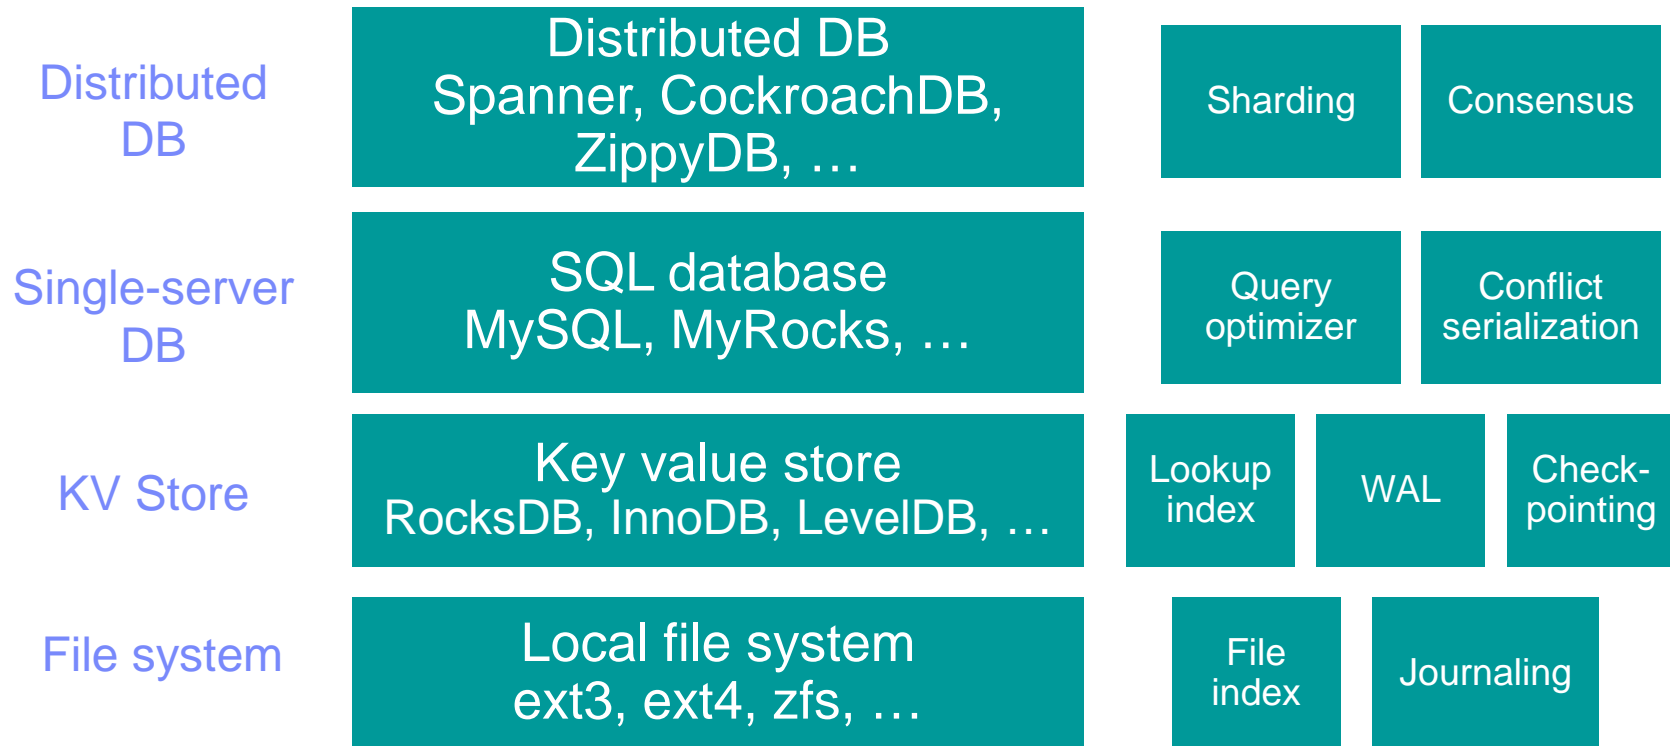 Distributed
DB
Distributed DB
Spanner, CockroachDB,
ZippyDB, …
Sharding
Consensus
Single-server
DB
SQL database
MySQL, MyRocks, …
Query
optimizer
Conflict
serialization
KV Store
Key value store
RocksDB, InnoDB, LevelDB, …
Lookup
index
WAL
Check-
pointing
File system
Local file system
ext3, ext4, zfs, …
File
index
Journaling